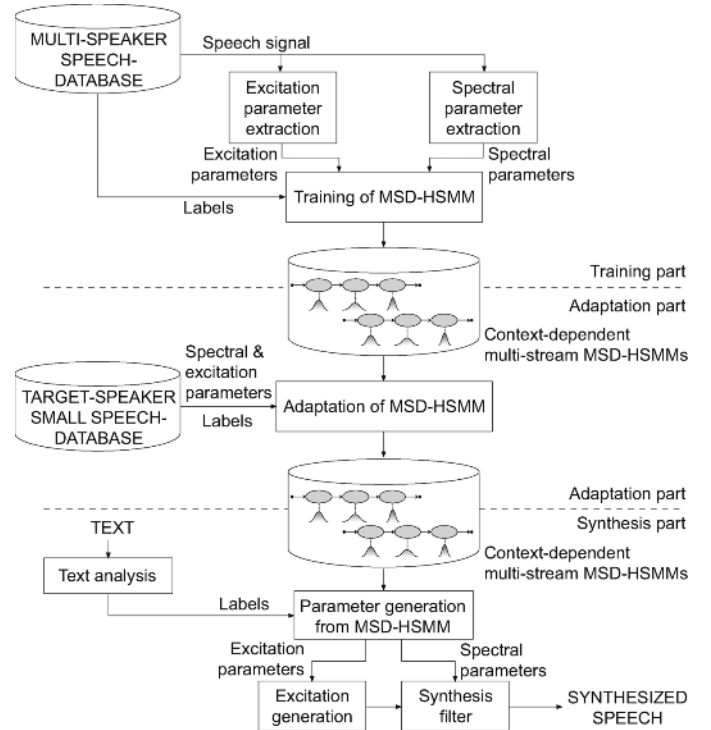 MULTI-SPEAKER
SPEECH-
DATABASE
Speech signal
Excitation
parameter
extraction
Spectral
parameter
extraction
Excitation
parameters
Spectral
parameters
Labels
Training of MSD-HSMM
Training part
Adaptation part
Context-dependent
multi-stream MSD-HSMMs
Spectral &
excitation
parameters
TARGET-SPEAKER
SMALL SPEECH-
DATABASE
Labels
Adaptation of MSD-HSMM
Adaptation part
Synthesis part
Context-dependent
multi-stream MSD-HSMMs
TEXT
Text analysis
Labels
Parameter generation
from MSD-HSMM
Excitation
parameters
Spectral
parameters
Excitation
generation
Synthesis
filter
SYNTHESIZED
SPEECH